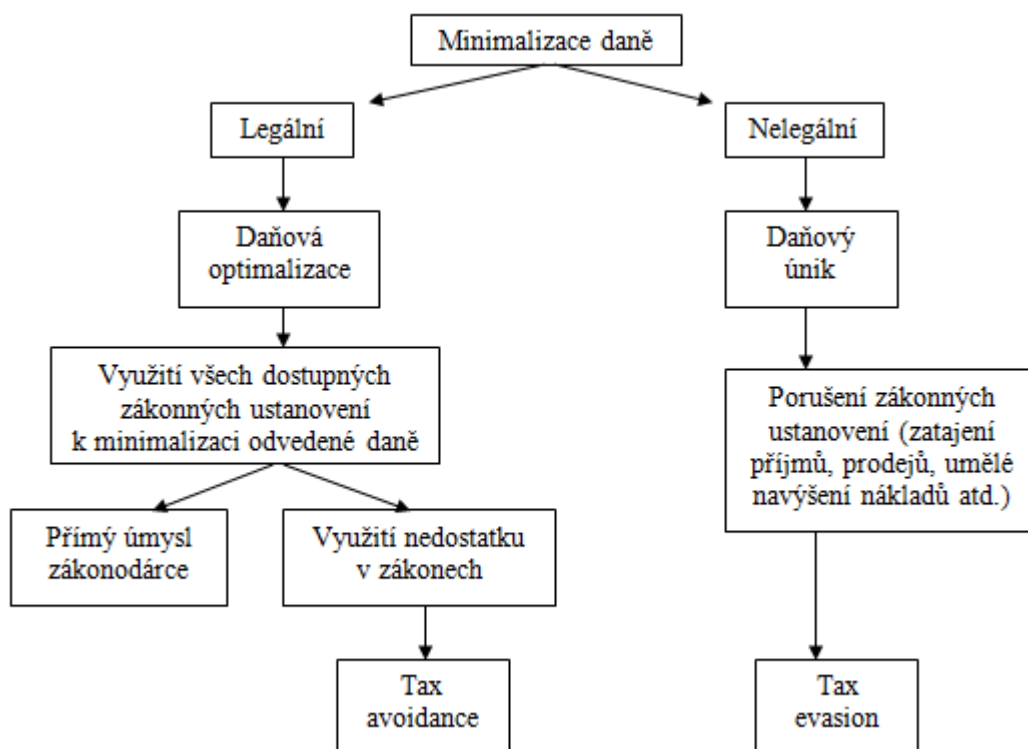 Minimalizace daně
Legální
Nelegální
Daňová
optimalizace
Daňový
únik
Využití všech dostupných
zákonných ustanovení
k minimalizaci odvedené daně
Porušení zákonných
ustanovení (zatajení
příjmů, prodejů, umělé
navýšení nákladů atd.)
Přímý úmysl
zákonodárce
Využití nedostatku
v zákonech
Tax
avoidance
Tax
evasion